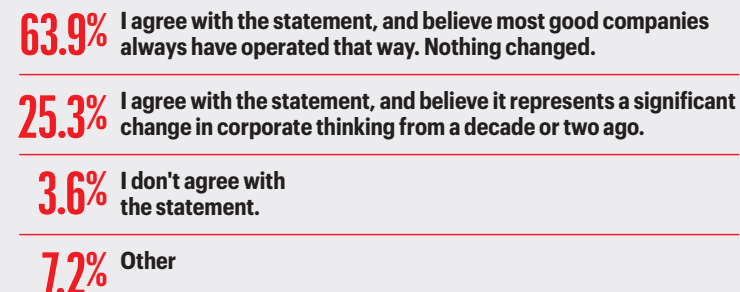 63.9% I agree with the statement, and believe most good companies
always have operated that way. Nothing changed.
25.3% I agree with the statement, and believe it represents a significant
change in corporate thinking from a decade or two ago.
3.6% I don't agree with
the statement.
7.2% Other